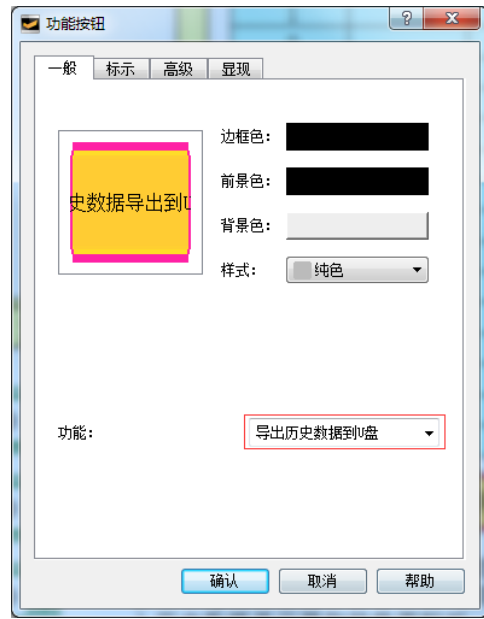 功能按钮
一般 标示 高级 显现
边框色:
前景色:
史数据导出到U
背景色:
样式: 纯色
功能: 导出历史数据到U盘
确认 取消 帮助